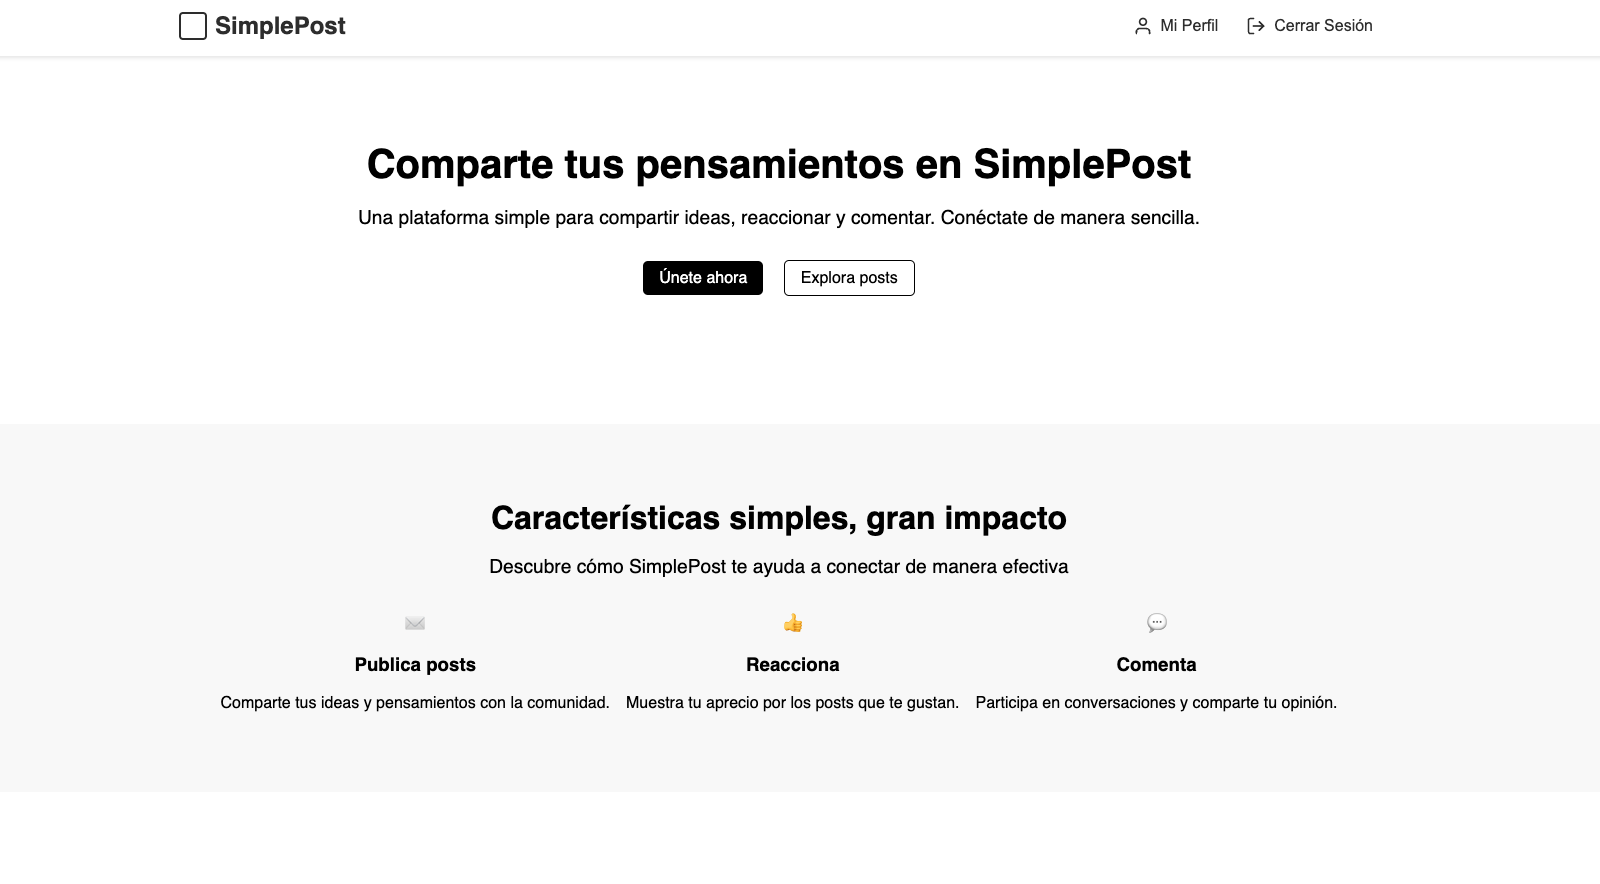 SimplePost
Mi Perfil
Cerrar Sesión
Comparte tus pensamientos en SimplePost
Una plataforma simple para compartir ideas, reaccionar y comentar. Conéctate de manera sencilla.
Únete ahora
Explora posts
Características simples, gran impacto
Descubre cómo SimplePost te ayuda a conectar de manera efectiva
Publica posts
Comparte tus ideas y pensamientos con la comunidad.
Reacciona
Muestra tu aprecio por los posts que te gustan.
Comenta
Participa en conversaciones y comparte tu opinión.